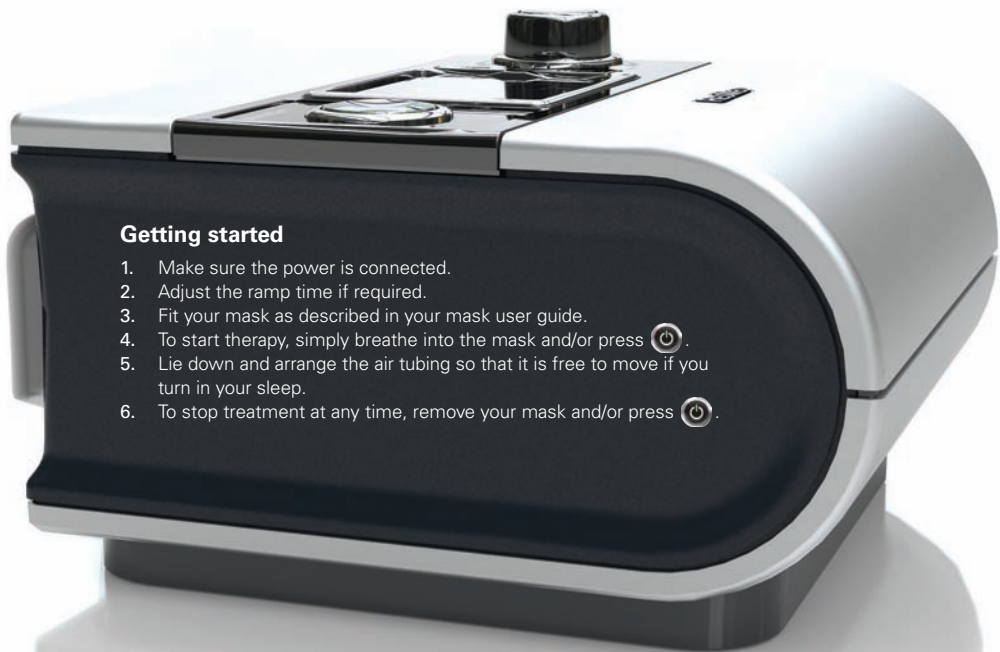 Getting started
1. Make sure the power is connected.
2. Adjust the ramp time if required.
3. Fit your mask as described in your mask user guide.
4. To start therapy, simply breathe into the mask and/or press .
5. Lie down and arrange the air tubing so that it is free to move if you
turn in your sleep.
6. To stop treatment at any time, remove your mask and/or press .